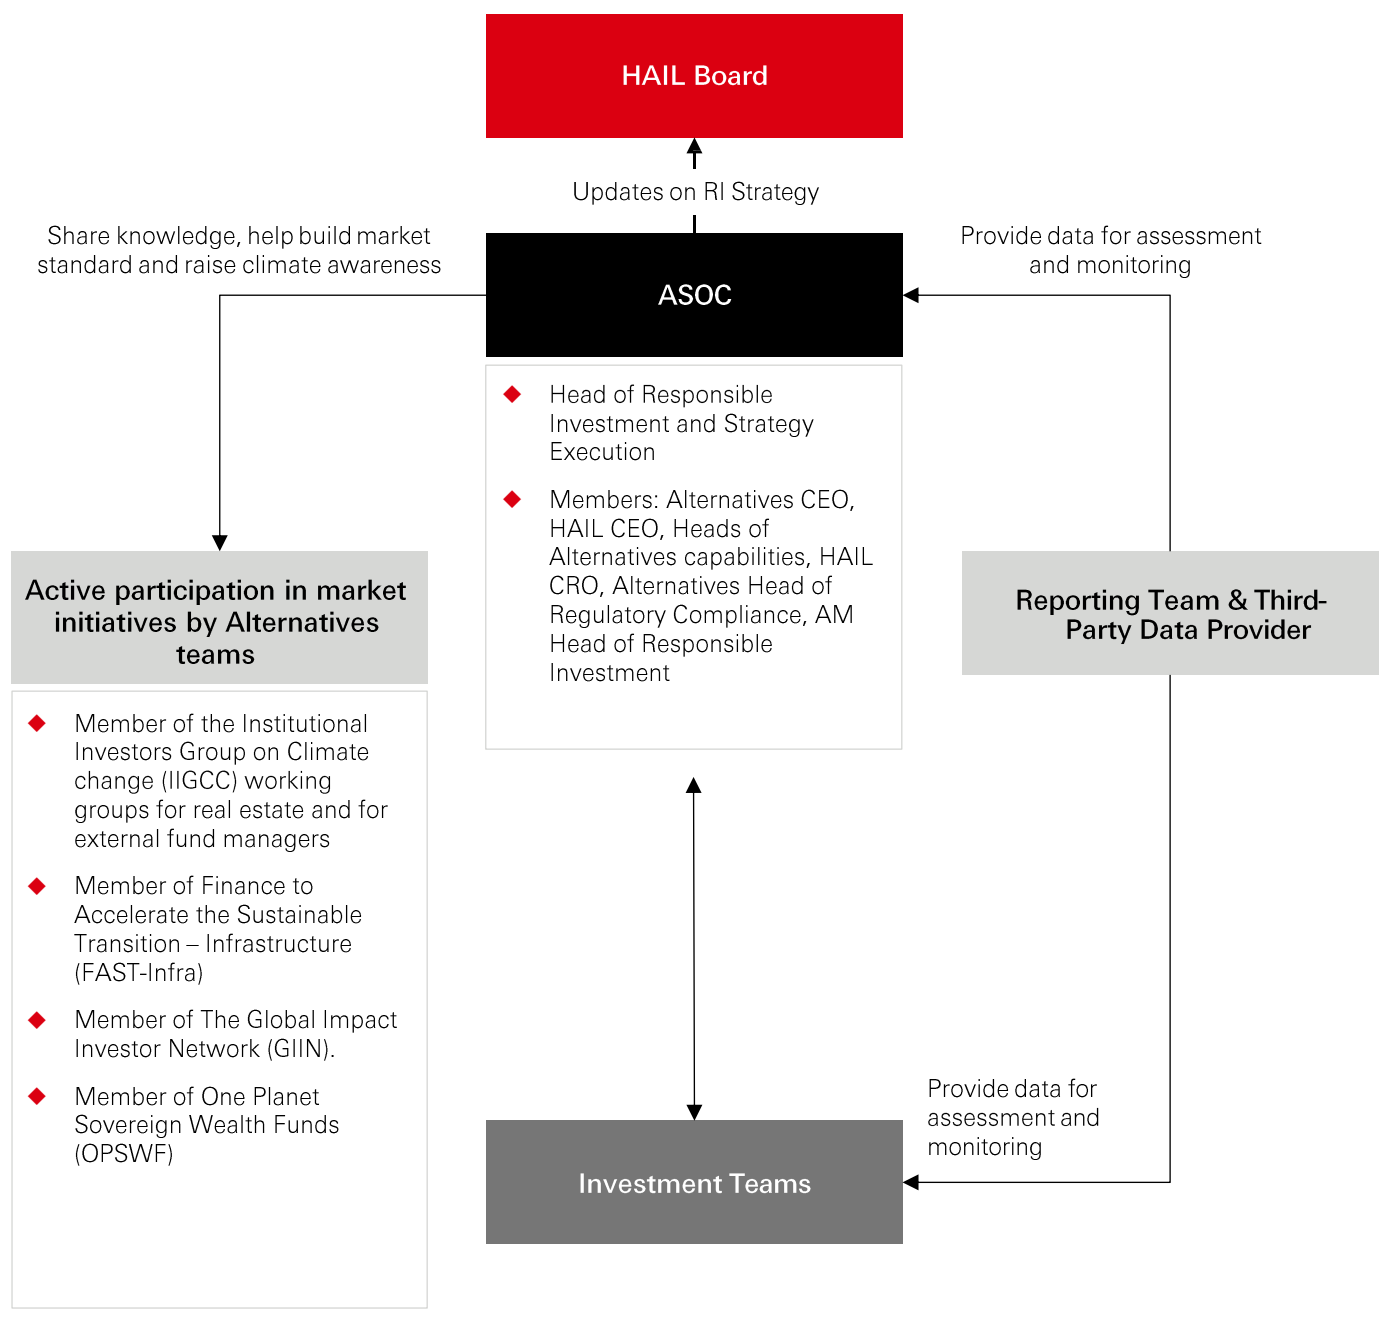 HAIL Board
Updates on RI Strategy
Share knowledge, help build market
standard and raise climate awareness
Provide data for assessment
and monitoring
ASOC
Head of Responsible
Investment and Strategy
Execution
Members: Alternatives CEO,
HAIL CEO, Heads of
Alternatives capabilities, HAIL
CRO, Alternatives Head of
Regulatory Compliance, AM
Head of Responsible
Investment
Active participation in market
initiatives by Alternatives
teams
Member of the Institutional
Investors Group on Climate
change (IIGCC) working
groups for real estate and for
external fund managers
Member of Finance to
Accelerate the Sustainable
Transition – Infrastructure
(FAST-Infra)
Member of The Global Impact
Investor Network (GIIN).
Member of One Planet
Sovereign Wealth Funds
(OPSWF)
Reporting Team & Third-
Party Data Provider
Provide data for
assessment and
monitoring
Investment Teams